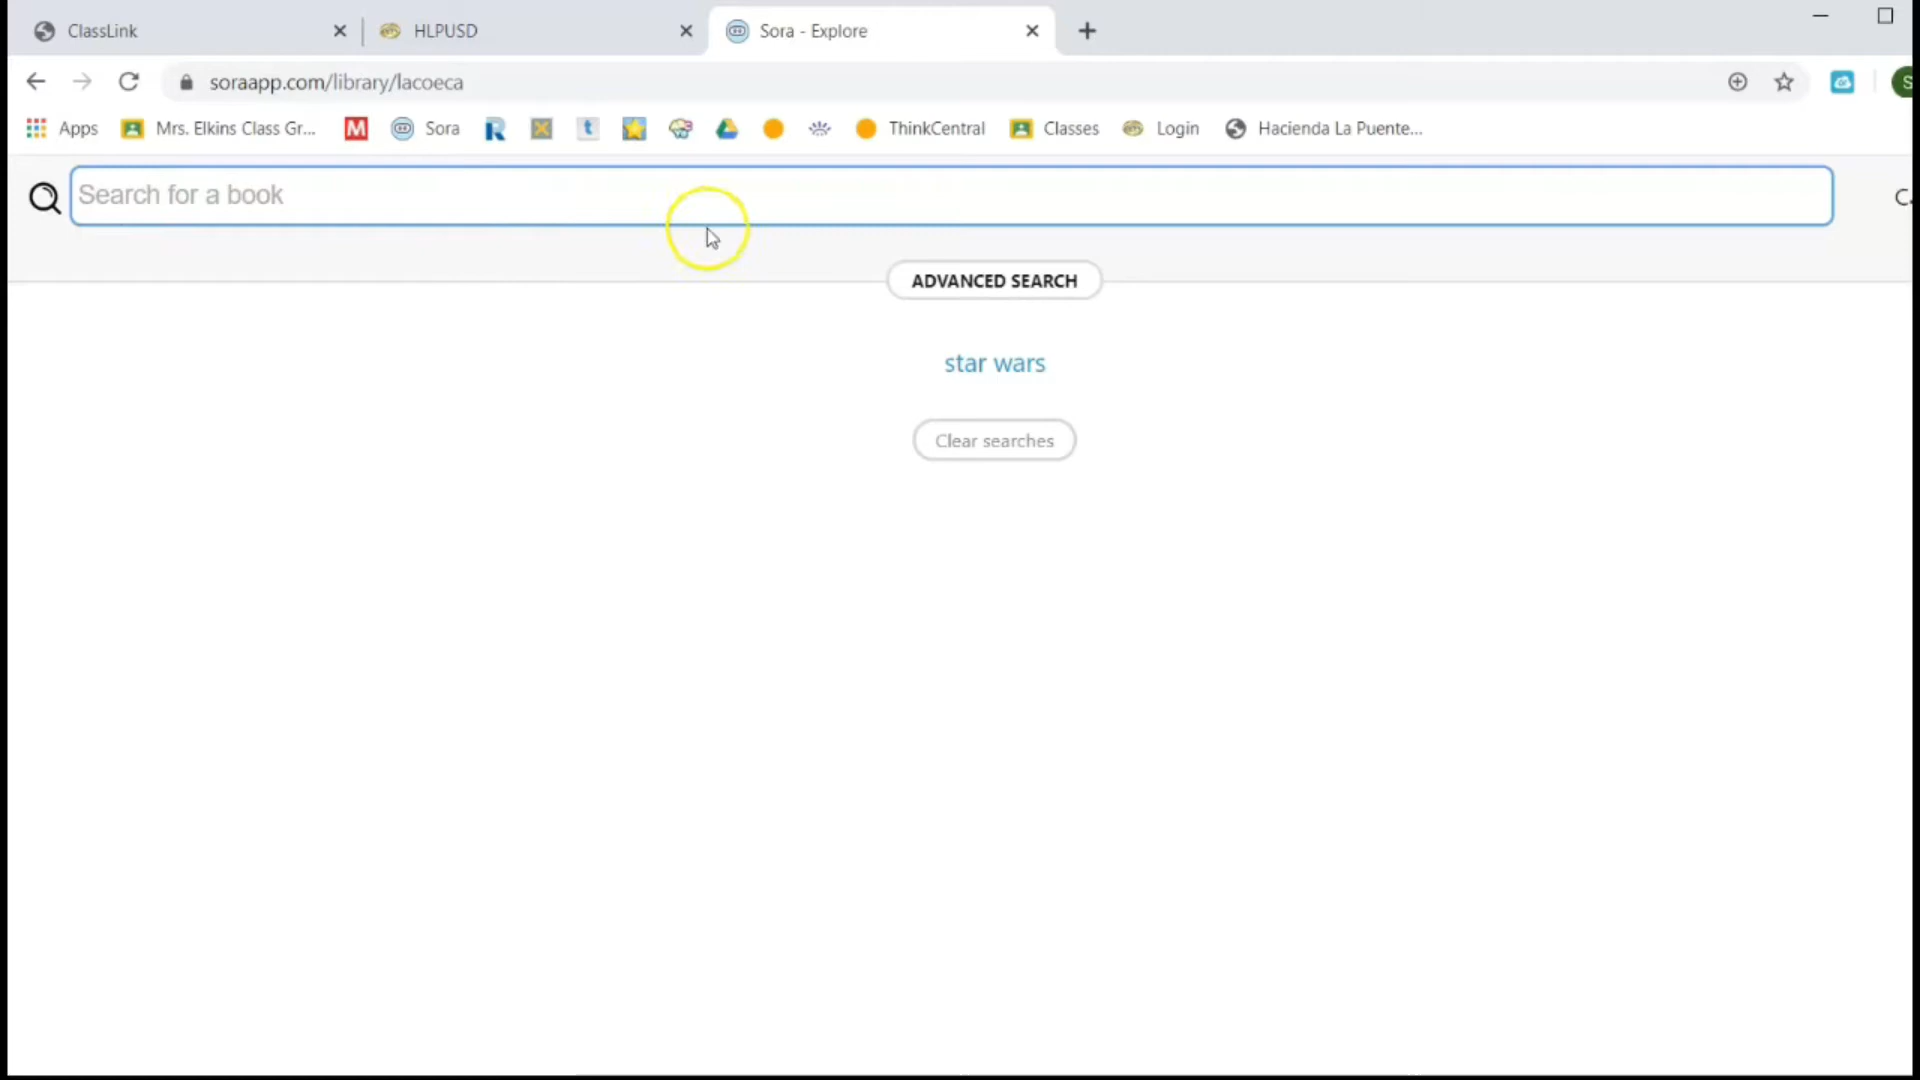 ClassLink
HLPUSD
Sora - Explore
soraapp.com/library/lacoeca
S
Apps
Mrs. Elkins Class Gr...
M
Sora
R
t
ThinkCentral
Classes
Login
Hacienda La Puente...
Search for a book
ADVANCED SEARCH
star wars
Clear searches